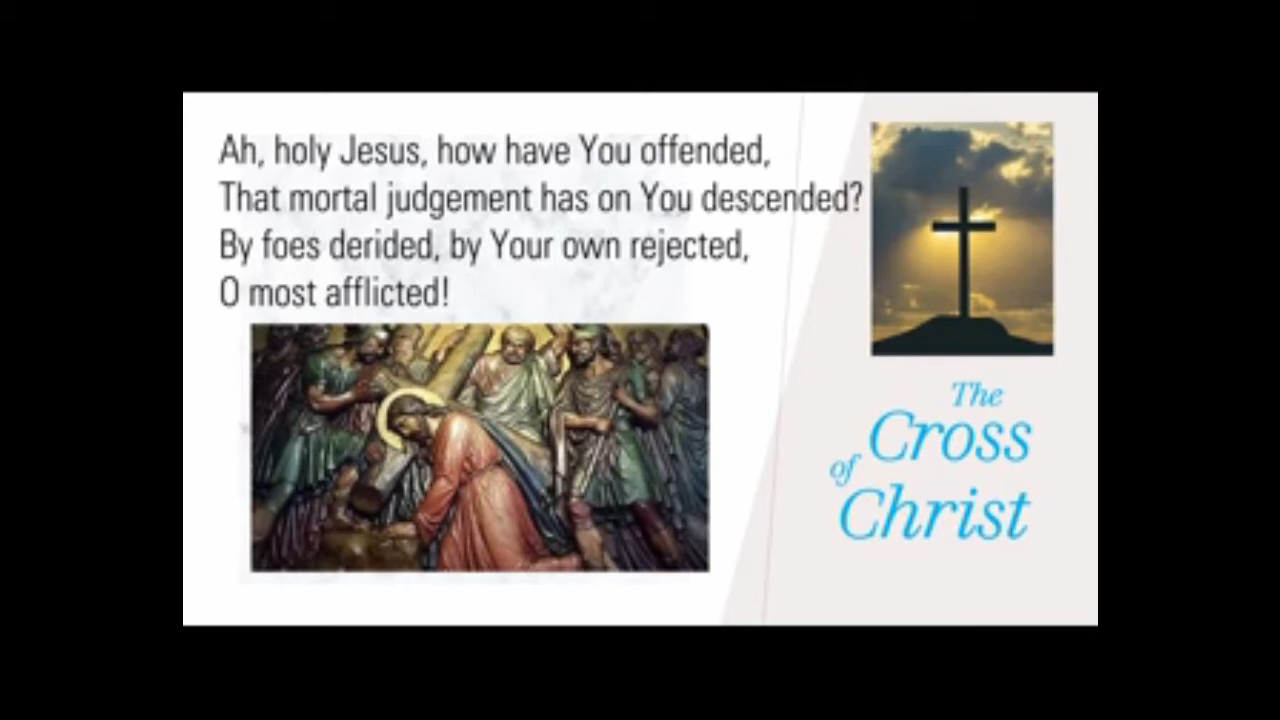 Ah, holy Jesus, how have You offended,
That mortal judgement has on You descended?
By foes derided, by Your own rejected,
O most afflicted!
The
Cross
of
Christ